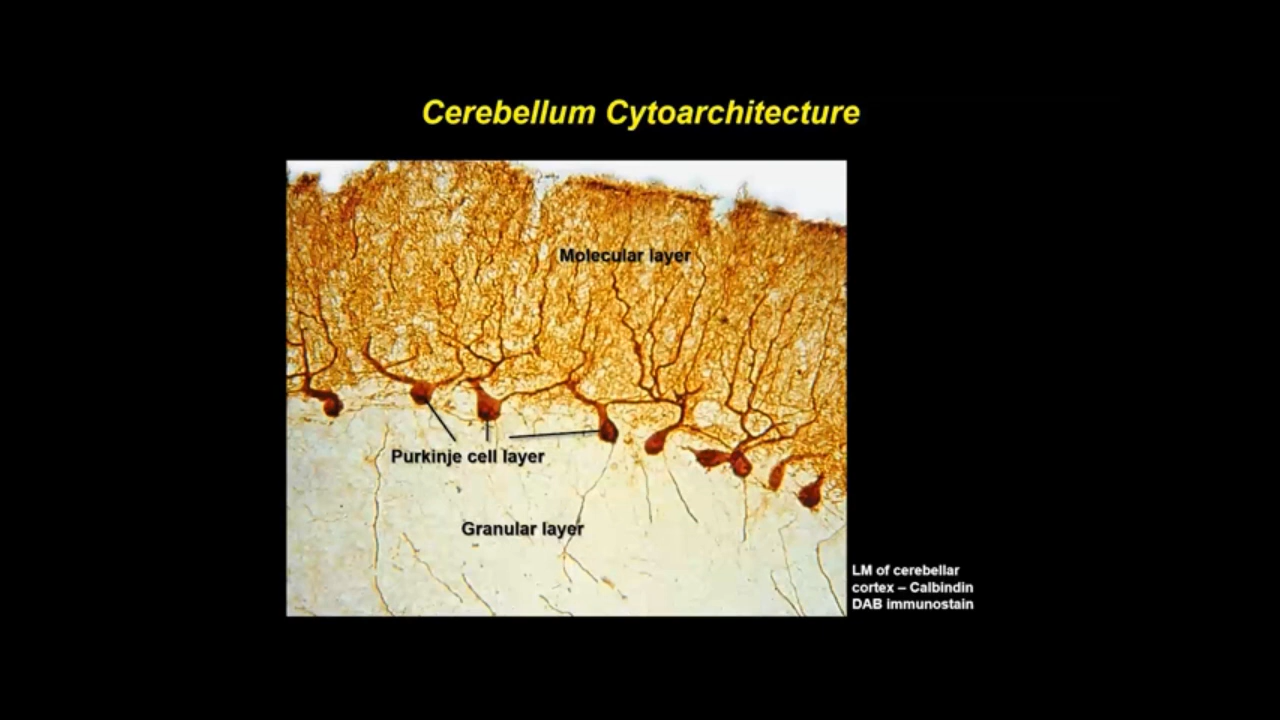 Cerebellum Cytoarchitecture
Molecular layer
Purkinje cell layer
Granular layer
LM of cerebellar
cortex – Calbindin
DAB immunostain